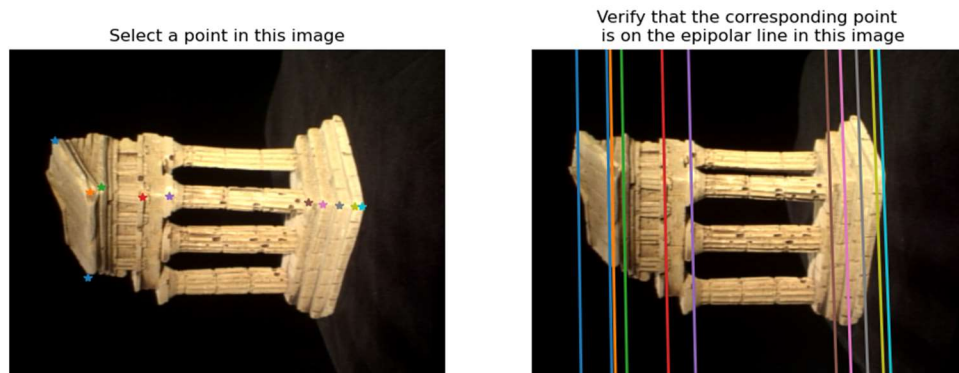 Select a point in this image
Verify that the corresponding point
is on the epipolar line in this image